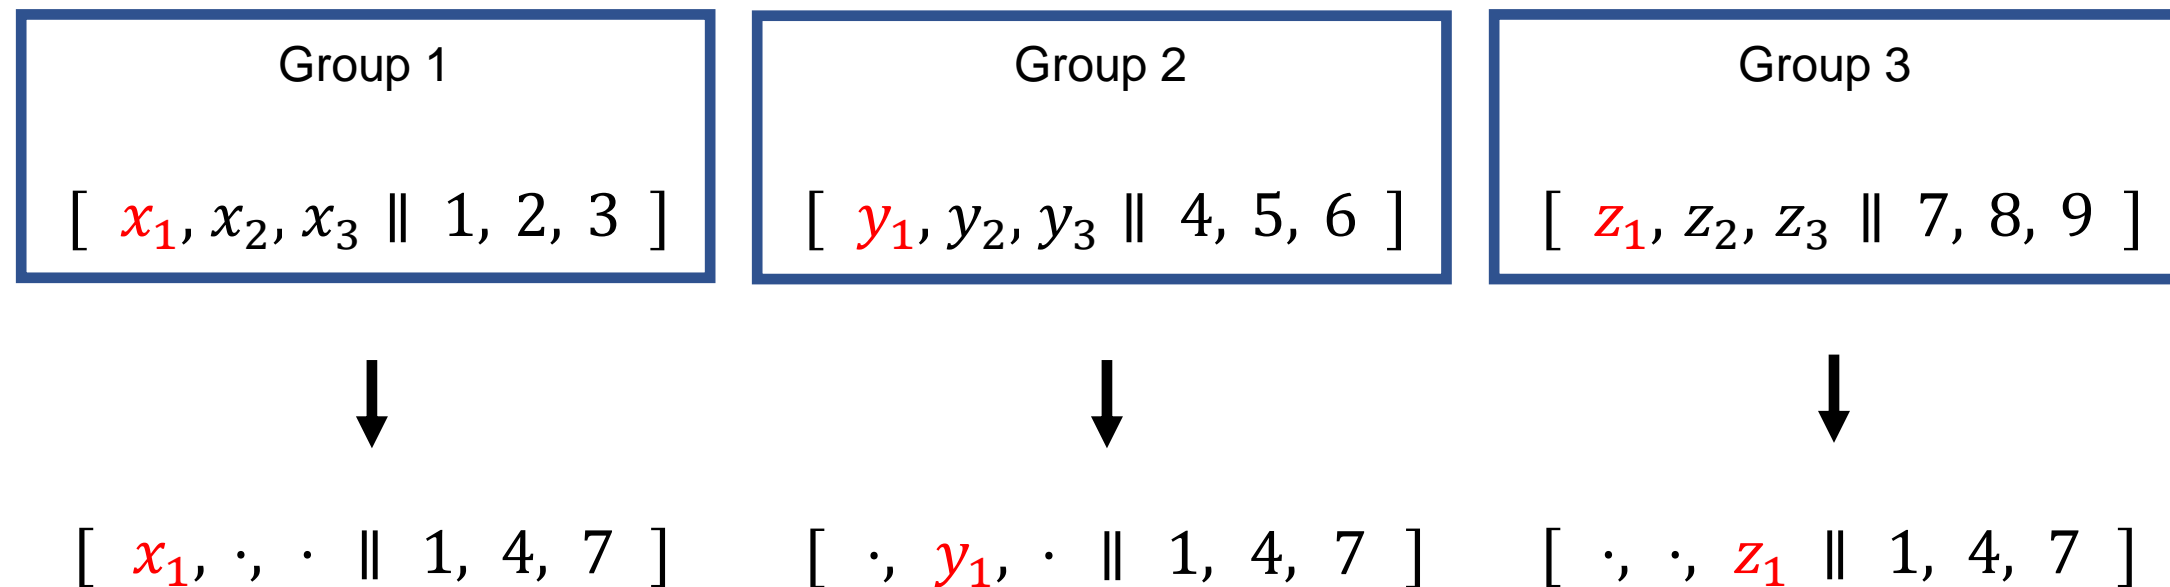 Group 1 Group 2 Group 3
[ x₁, x₂, x₃ ∥ 1, 2, 3 ] [ y₁, y₂, y₃ ∥ 4, 5, 6 ] [ z₁, z₂, z₃ ∥ 7, 8, 9 ]
[ x₁, ·, · ∥ 1, 4, 7 ] [ ·, y₁, · ∥ 1, 4, 7 ] [ ·, ·, z₁ ∥ 1, 4, 7 ]